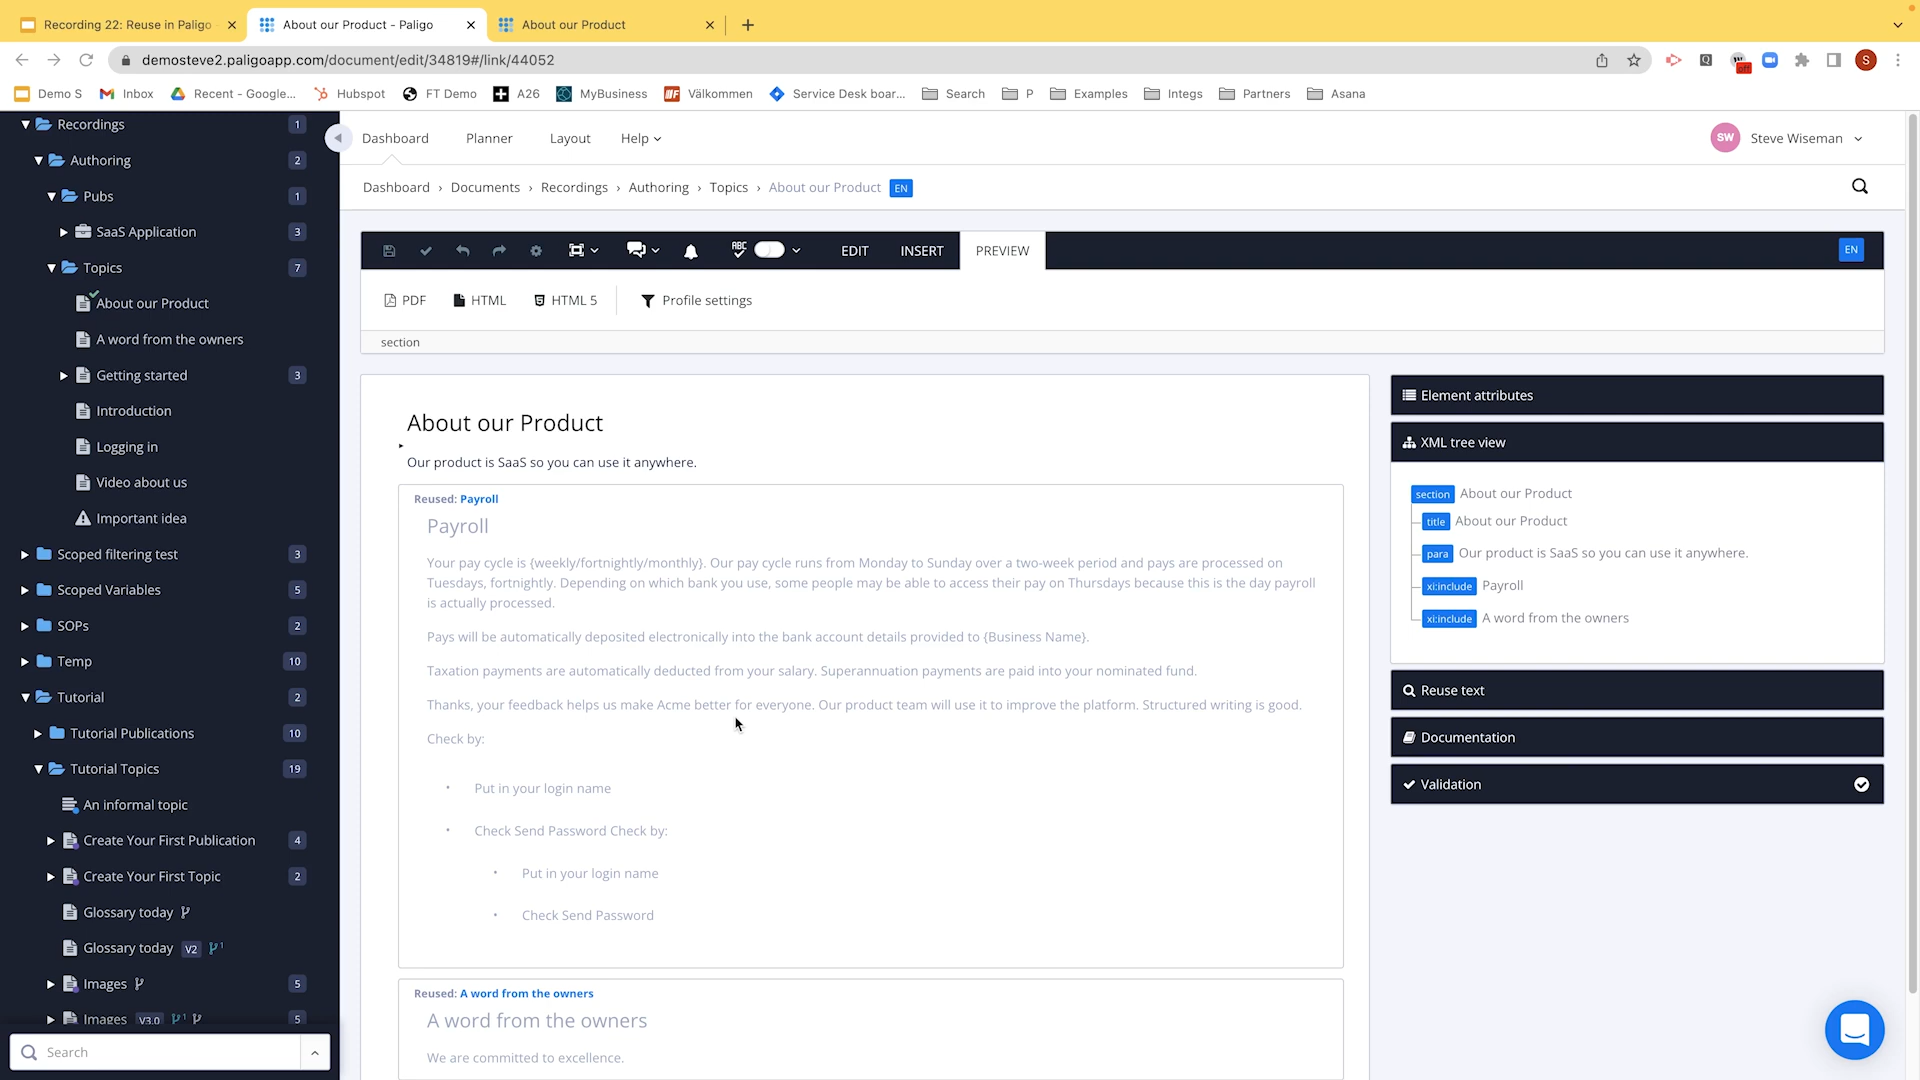 Recording 22: Reuse in Paligo
About our Product - Paligo
About our Product
demosteve2.paligoapp.com/document/edit/34819#/link/44052
off
S
Demo S
Inbox
Recent - Google...
Hubspot
FT Demo
A26
MyBusiness
Välkommen
Service Desk boar...
Search
P
Examples
Integs
Partners
Asana
Recordings 1
Authoring 2
Pubs 1
SaaS Application 3
Topics 7
About our Product
A word from the owners
Getting started 3
Introduction
Logging in
Video about us
Important idea
Scoped filtering test 3
Scoped Variables 5
SOPs 2
Temp 10
Tutorial 2
Tutorial Publications 10
Tutorial Topics 19
An informal topic
Create Your First Publication 4
Create Your First Topic 2
Glossary today
Glossary today V2 1
Images 5
Images V3.0 1 5
Search
Dashboard Planner Layout Help
SW Steve Wiseman
Dashboard › Documents › Recordings › Authoring › Topics › About our Product EN
ABC
EDIT INSERT PREVIEW
EN
PDF HTML HTML 5 Profile settings
section
About our Product
Our product is SaaS so you can use it anywhere.
Reused: Payroll
Payroll
Your pay cycle is {weekly/fortnightly/monthly}. Our pay cycle runs from Monday to Sunday over a two-week period and pays are processed on
Tuesdays, fortnightly. Depending on which bank you use, some people may be able to access their pay on Thursdays because this is the day payroll
is actually processed.
Pays will be automatically deposited electronically into the bank account details provided to {Business Name}.
Taxation payments are automatically deducted from your salary. Superannuation payments are paid into your nominated fund.
Thanks, your feedback helps us make Acme better for everyone. Our product team will use it to improve the platform. Structured writing is good.
Check by:
• Put in your login name
• Check Send Password Check by:
• Put in your login name
• Check Send Password
Reused: A word from the owners
A word from the owners
We are committed to excellence.
Element attributes
XML tree view
section About our Product
title About our Product
para Our product is SaaS so you can use it anywhere.
xi:include Payroll
xi:include A word from the owners
Reuse text
Documentation
Validation